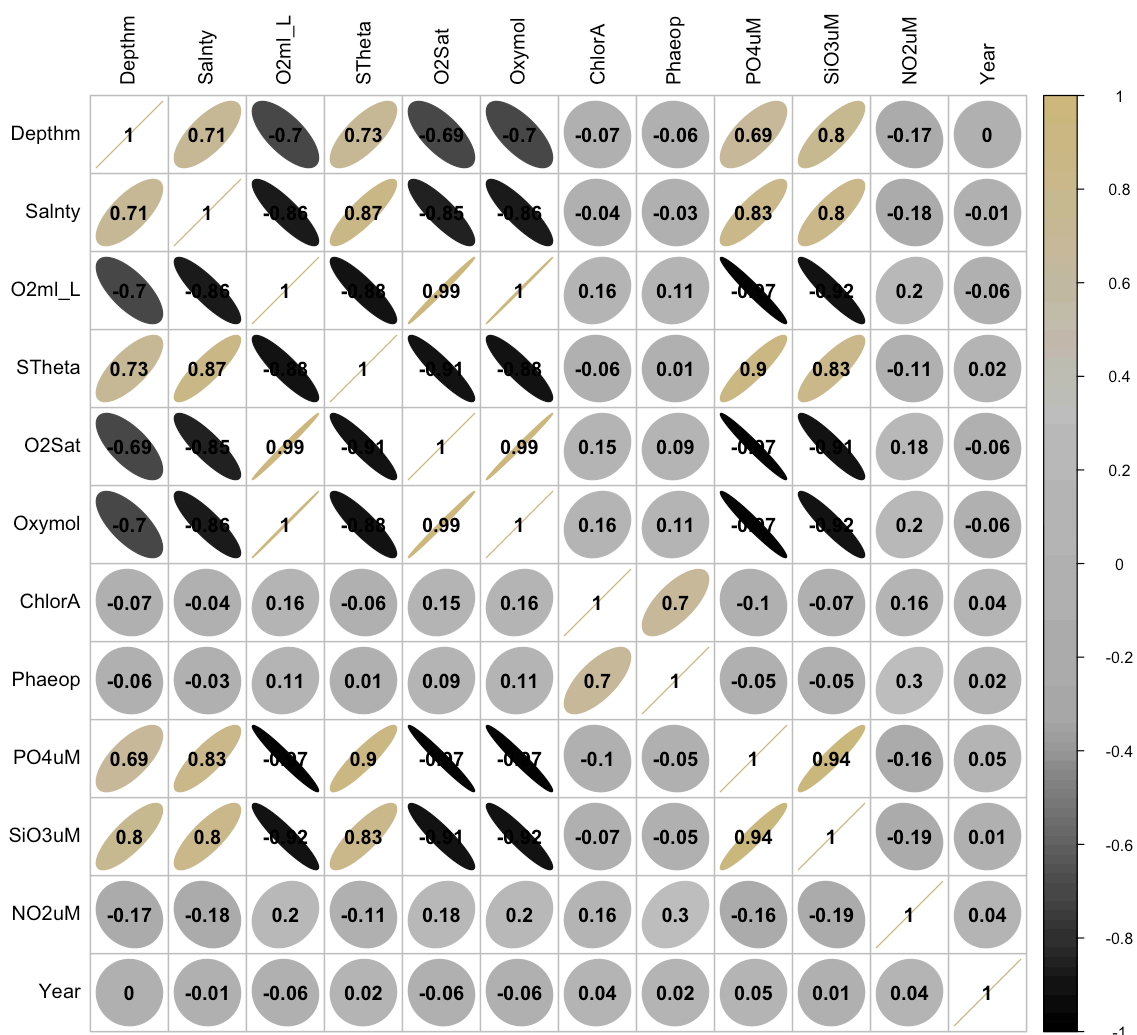 Depthm Salnty O2ml_L STheta O2Sat Oxymol ChlorA Phaeop PO4uM SiO3uM NO2uM Year
Depthm 1 0.71 -0.7 0.73 -0.69 -0.7 -0.07 -0.06 0.69 0.8 -0.17 0
Salnty 0.71 1 -0.86 0.87 -0.85 -0.86 -0.04 -0.03 0.83 0.8 -0.18 -0.01
O2ml_L -0.7 -0.86 1 -0.88 0.99 1 0.16 0.11 -0.97 -0.92 0.2 -0.06
STheta 0.73 0.87 -0.88 1 -0.91 -0.88 -0.06 0.01 0.9 0.83 -0.11 0.02
O2Sat -0.69 -0.85 0.99 -0.91 1 0.99 0.15 0.09 -0.97 -0.91 0.18 -0.06
Oxymol -0.7 -0.86 1 -0.88 0.99 1 0.16 0.11 -0.97 -0.92 0.2 -0.06
ChlorA -0.07 -0.04 0.16 -0.06 0.15 0.16 1 0.7 -0.1 -0.07 0.16 0.04
Phaeop -0.06 -0.03 0.11 0.01 0.09 0.11 0.7 1 -0.05 -0.05 0.3 0.02
PO4uM 0.69 0.83 -0.97 0.9 -0.97 -0.97 -0.1 -0.05 1 0.94 -0.16 0.05
SiO3uM 0.8 0.8 -0.92 0.83 -0.91 -0.92 -0.07 -0.05 0.94 1 -0.19 0.01
NO2uM -0.17 -0.18 0.2 -0.11 0.18 0.2 0.16 0.3 -0.16 -0.19 1 0.04
Year 0 -0.01 -0.06 0.02 -0.06 -0.06 0.04 0.02 0.05 0.01 0.04 1
1
0.8
0.6
0.4
0.2
0
-0.2
-0.4
-0.6
-0.8
-1